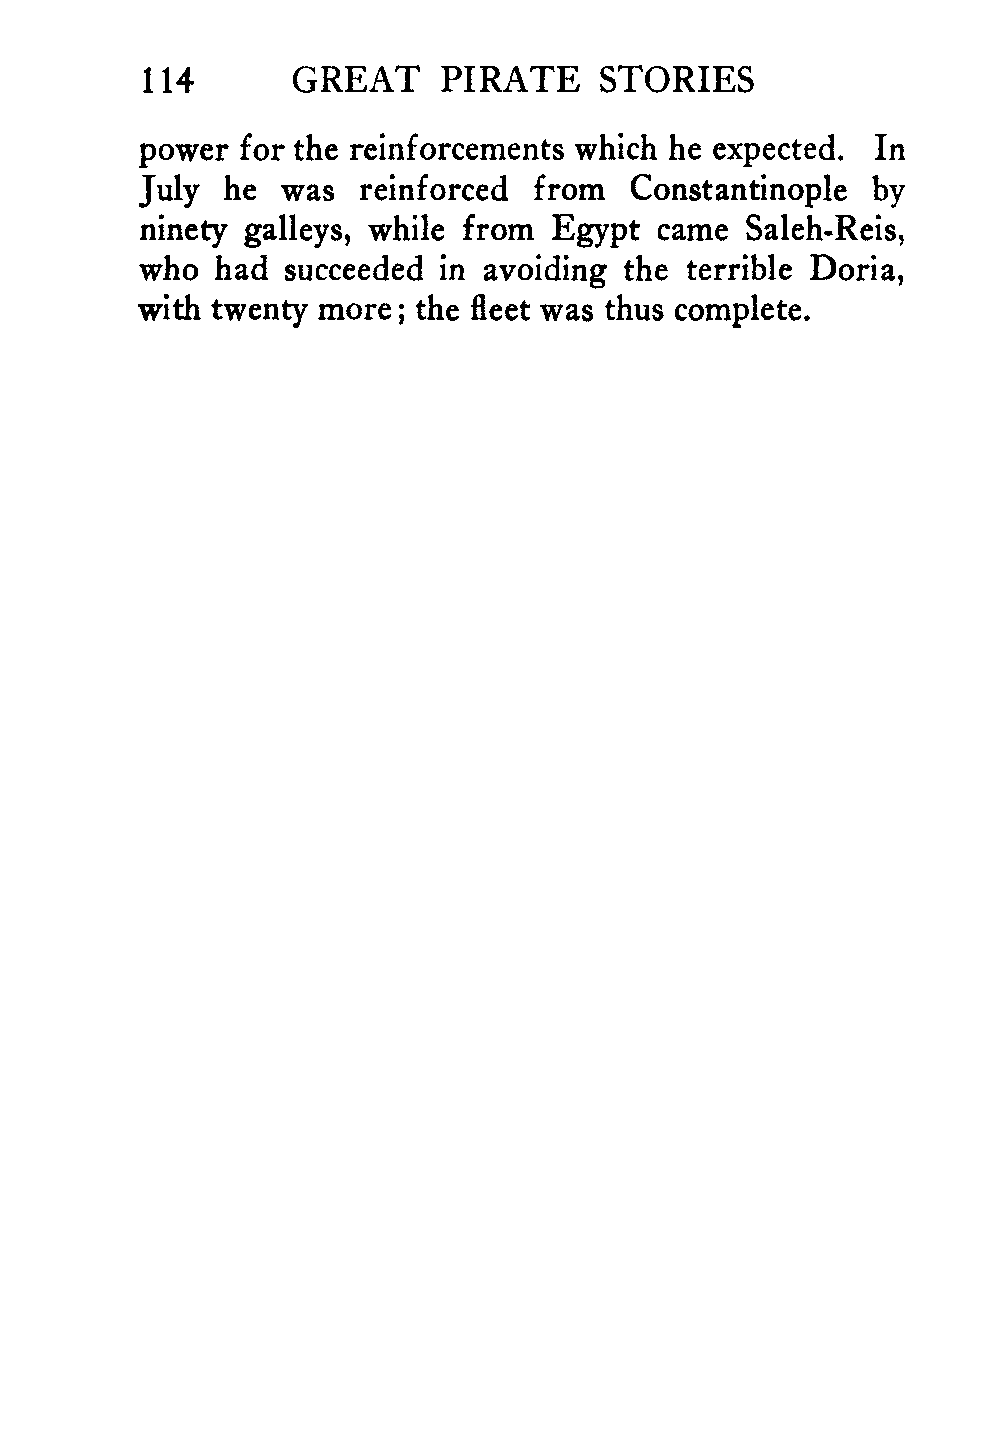 114 GREAT PIRATE STORIES
power for the reinforcements which he expected. In
July he was reinforced from Constantinople by
ninety galleys, while from Egypt came Saleh-Reis,
who had succeeded in avoiding the terrible Doria,
with twenty more; the fleet was thus complete.